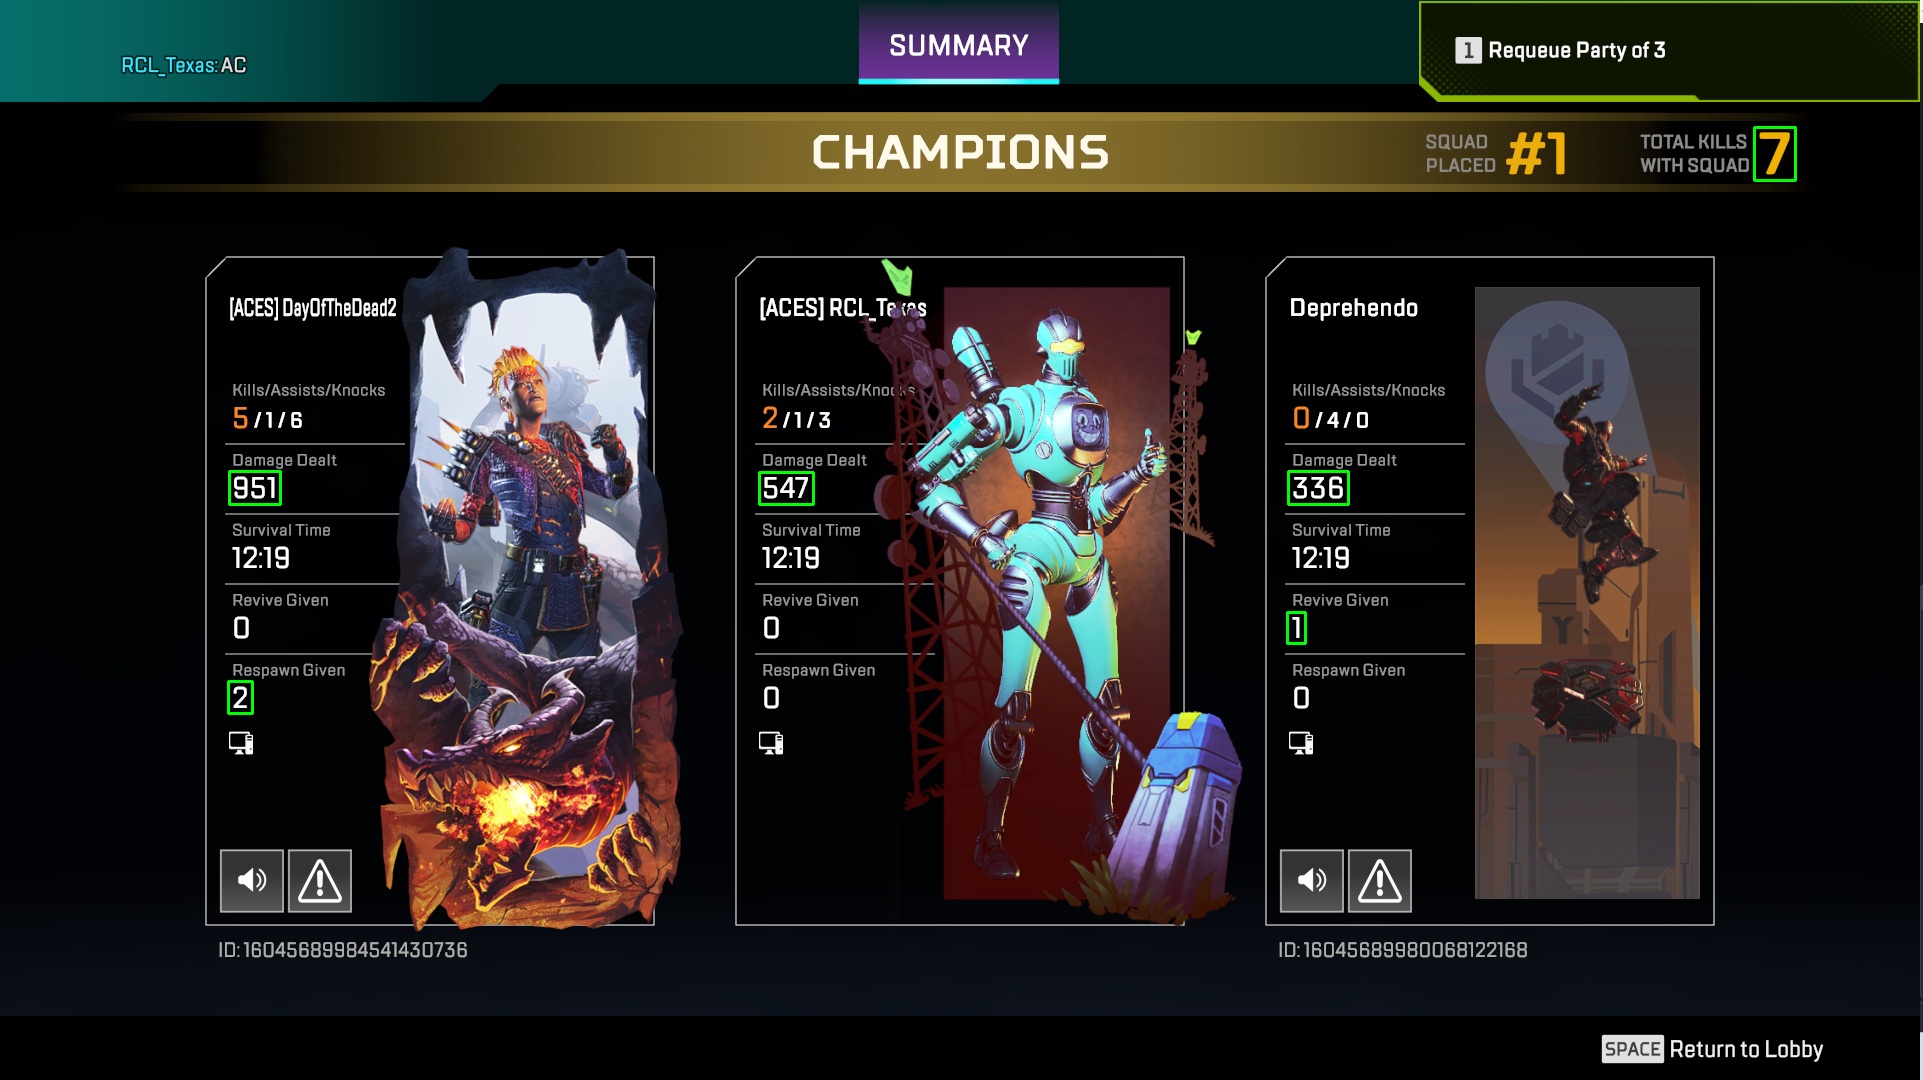 RCL_Texas: AC
SUMMARY
1 Requeue Party of 3
CHAMPIONS
SQUAD PLACED #1
TOTAL KILLS WITH SQUAD 7
[ACES] DayOfTheDead2
Kills/Assists/Knocks
5 / 1 / 6
Damage Dealt
951
Survival Time
12:19
Revive Given
0
Respawn Given
2
ID: 16045689984541430736
[ACES] RCL_Texas
Kills/Assists/Knocks
2 / 1 / 3
Damage Dealt
547
Survival Time
12:19
Revive Given
0
Respawn Given
0
Deprehendo
Kills/Assists/Knocks
0 / 4 / 0
Damage Dealt
336
Survival Time
12:19
Revive Given
1
Respawn Given
0
ID: 16045689980068122168
SPACE Return to Lobby